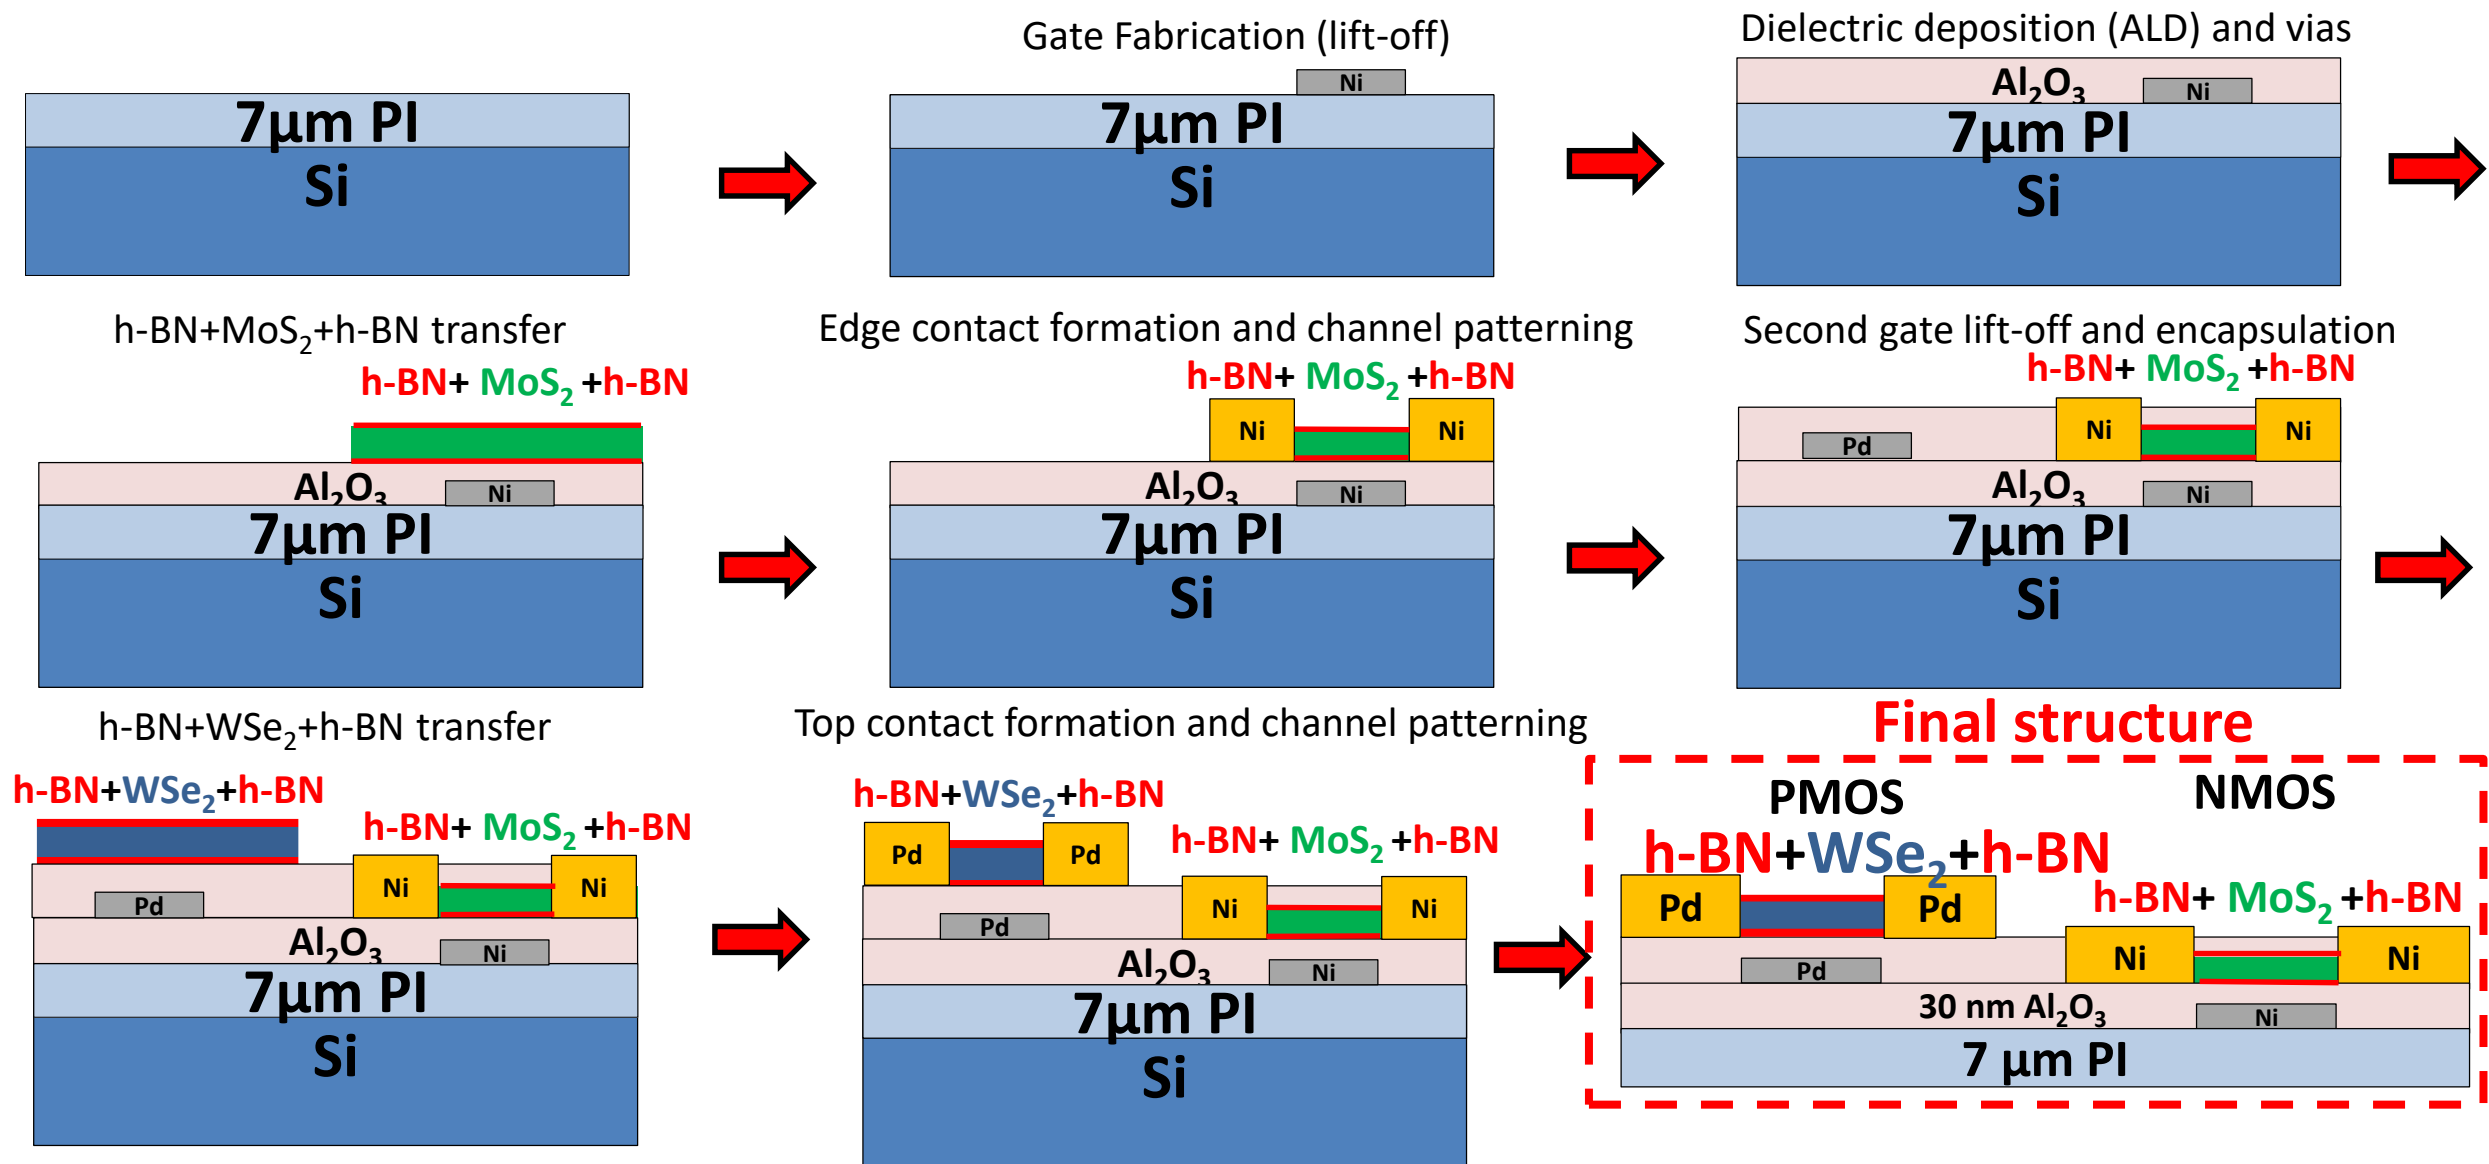 7µm PI
Si
Gate Fabrication (lift-off)
Ni
7µm PI
Si
Dielectric deposition (ALD) and vias
Al₂O₃
Ni
7µm PI
Si
h-BN+MoS₂+h-BN transfer
h-BN+ MoS₂ +h-BN
Al₂O₃
Ni
7µm PI
Si
Edge contact formation and channel patterning
h-BN+ MoS₂ +h-BN
Ni Ni
Al₂O₃
Ni
7µm PI
Si
Second gate lift-off and encapsulation
h-BN+ MoS₂ +h-BN
Pd Ni Ni
Al₂O₃
Ni
7µm PI
Si
h-BN+WSe₂+h-BN transfer
h-BN+WSe₂+h-BN
h-BN+ MoS₂ +h-BN
Ni Ni
Pd
Al₂O₃
Ni
7µm PI
Si
Top contact formation and channel patterning
h-BN+WSe₂+h-BN
h-BN+ MoS₂ +h-BN
Pd Pd
Ni Ni
Pd
Al₂O₃
Ni
7µm PI
Si
Final structure
PMOS NMOS
h-BN+WSe₂+h-BN
h-BN+ MoS₂ +h-BN
Pd Pd
Ni Ni
Pd
30 nm Al₂O₃
Ni
7 µm PI